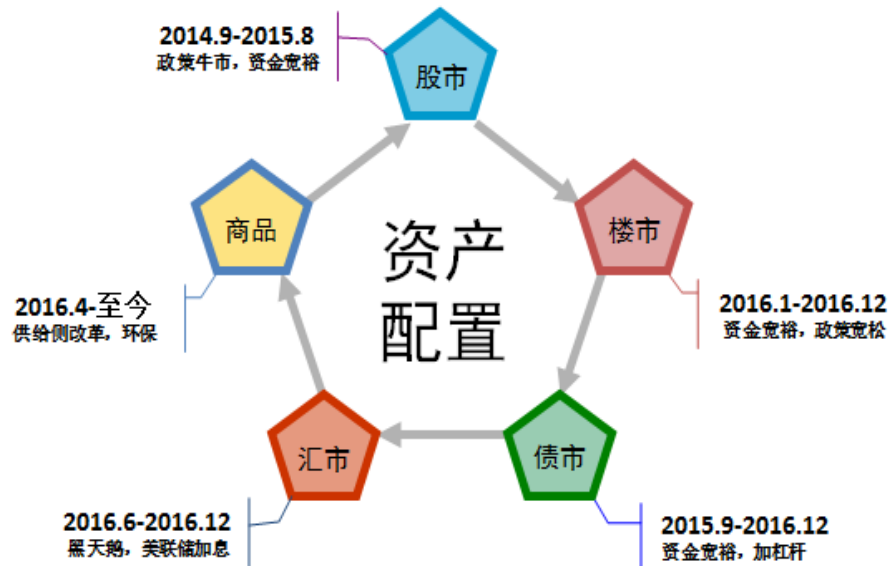 2014.9-2015.8
政策牛市，资金宽裕
股市
商品
楼市
资产
配置
2016.4-至今
供给侧改革，环保
2016.1-2016.12
资金宽裕，政策宽松
汇市
债市
2016.6-2016.12
黑天鹅，美联储加息
2015.9-2016.12
资金宽裕，加杠杆